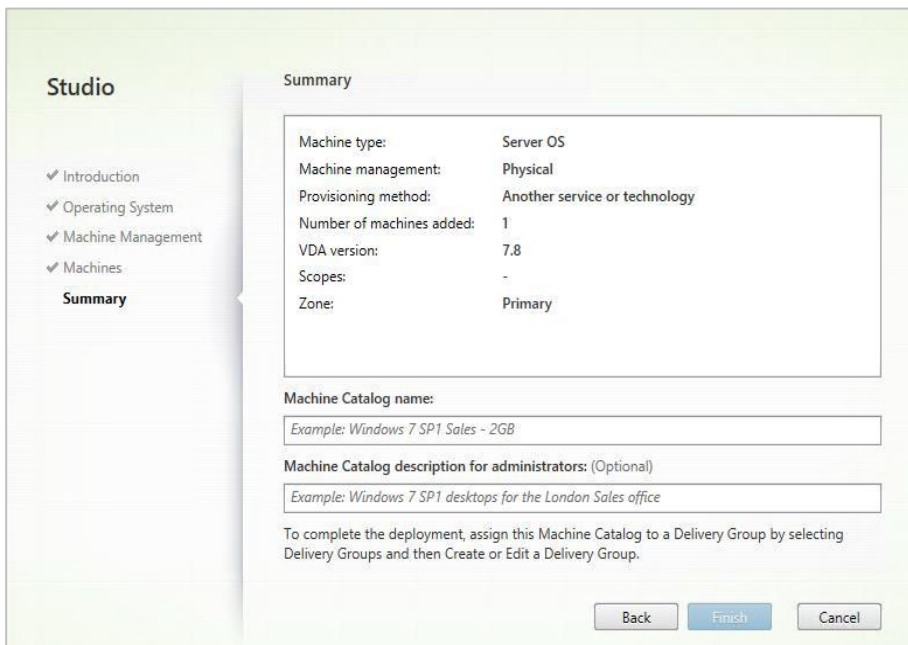 Studio
Introduction
Operating System
Machine Management
Machines
Summary
Summary
Machine type: Server OS
Machine management: Physical
Provisioning method: Another service or technology
Number of machines added: 1
VDA version: 7.8
Scopes: -
Zone: Primary
Machine Catalog name:
Example: Windows 7 SP1 Sales - 2GB
Machine Catalog description for administrators: (Optional)
Example: Windows 7 SP1 desktops for the London Sales office
To complete the deployment, assign this Machine Catalog to a Delivery Group by selecting
Delivery Groups and then Create or Edit a Delivery Group.
Back Finish Cancel